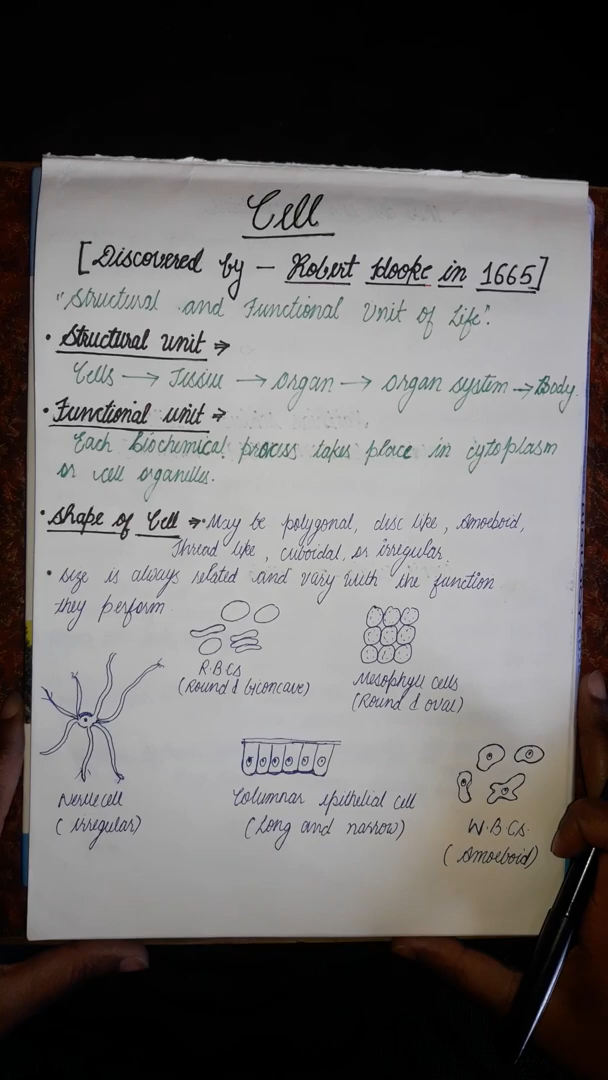 Cell
[Discovered by - Robert Hooke in 1665]
"Structural and Functional Unit of Life".
• Structural unit ⇒
Cells → Tissue → Organ → Organ system → Body.
• Functional unit ⇒
Each Biochemical process takes place in cytoplasm
or cell organelles.
• Shape of Cell ⇒ • May be polygonal, disc like, Amoeboid,
Thread like, cuboidal, or irregular.
• Size is always related and vary with the function
they perform.
R.B.Cs
(Round & biconcave)
Mesophyll cells
(Round & oval)
Nerve cell
(irregular)
Columnar epithelial cell
(Long and narrow)
W.B.Cs.
(Amoeboid)